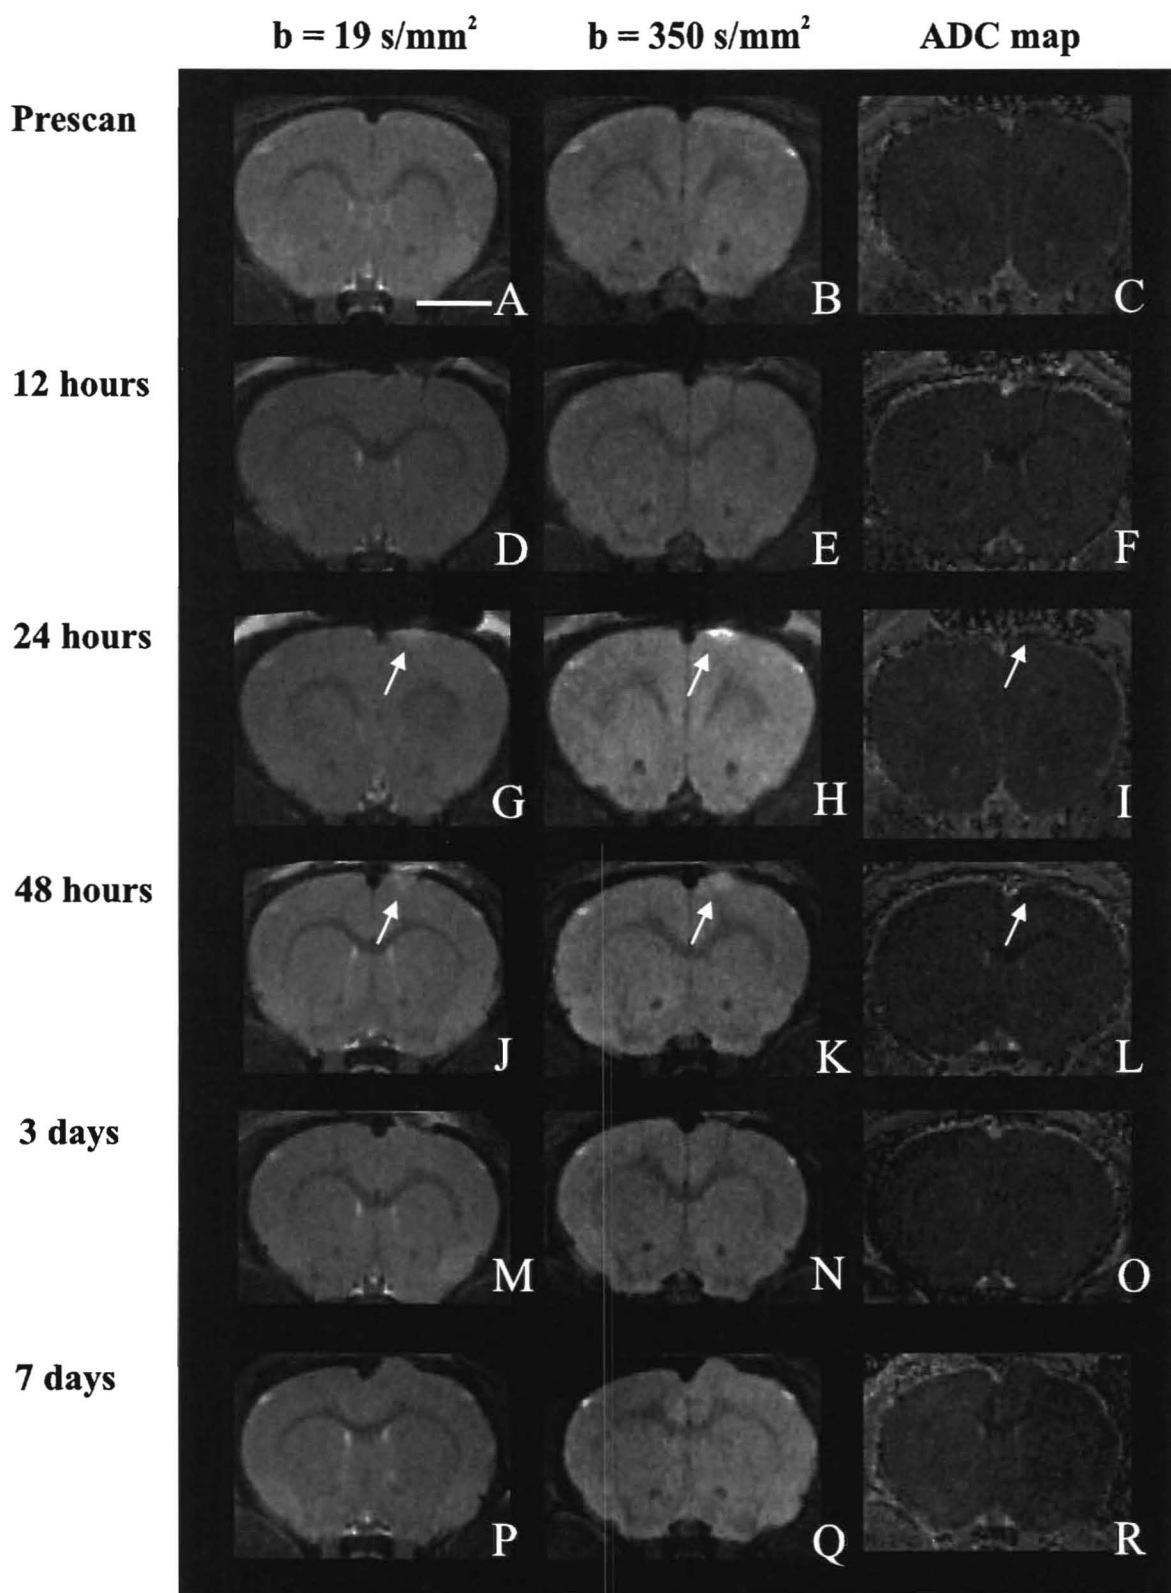 b = 19 s/mm² b = 350 s/mm² ADC map
Prescan
A B C
12 hours
D E F
24 hours
G H I
48 hours
J K L
3 days
M N O
7 days
P Q R